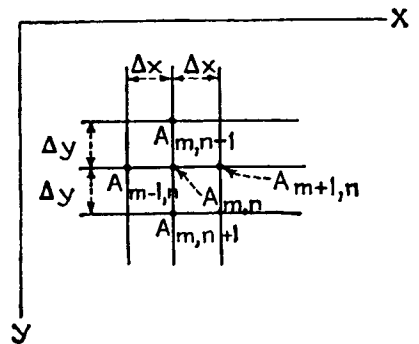 X
Δx Δx
A m,n-1
Δy
A m-1,n A m,n A m+1,n
Δy
A m,n+1
y